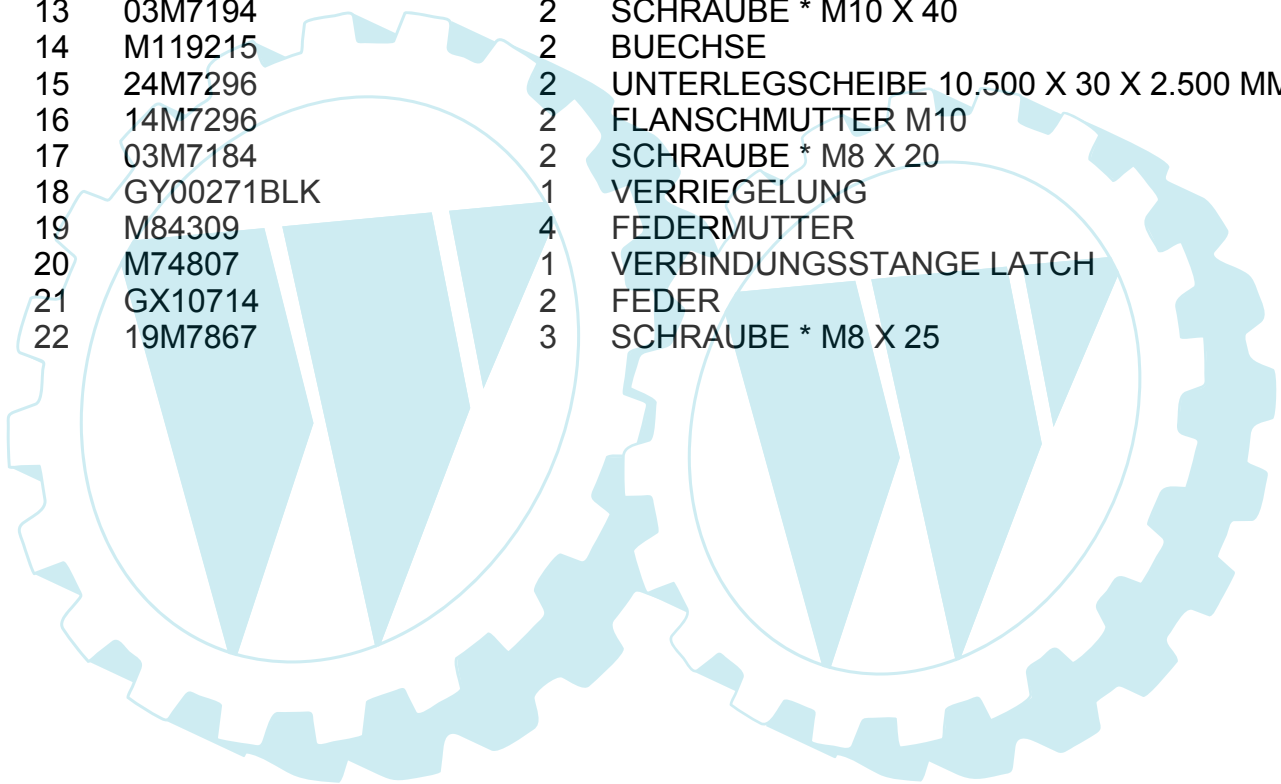 13 03M7194 2 SCHRAUBE * M10 X 40
14 M119215 2 BUECHSE
15 24M7296 2 UNTERLEGSCHEIBE 10.500 X 30 X 2.500 MM
16 14M7296 2 FLANSCHMUTTER M10
17 03M7184 2 SCHRAUBE * M8 X 20
18 GY00271BLK 1 VERRIEGELUNG
19 M84309 4 FEDERMUTTER
20 M74807 1 VERBINDUNGSSTANGE LATCH
21 GX10714 2 FEDER
22 19M7867 3 SCHRAUBE * M8 X 25